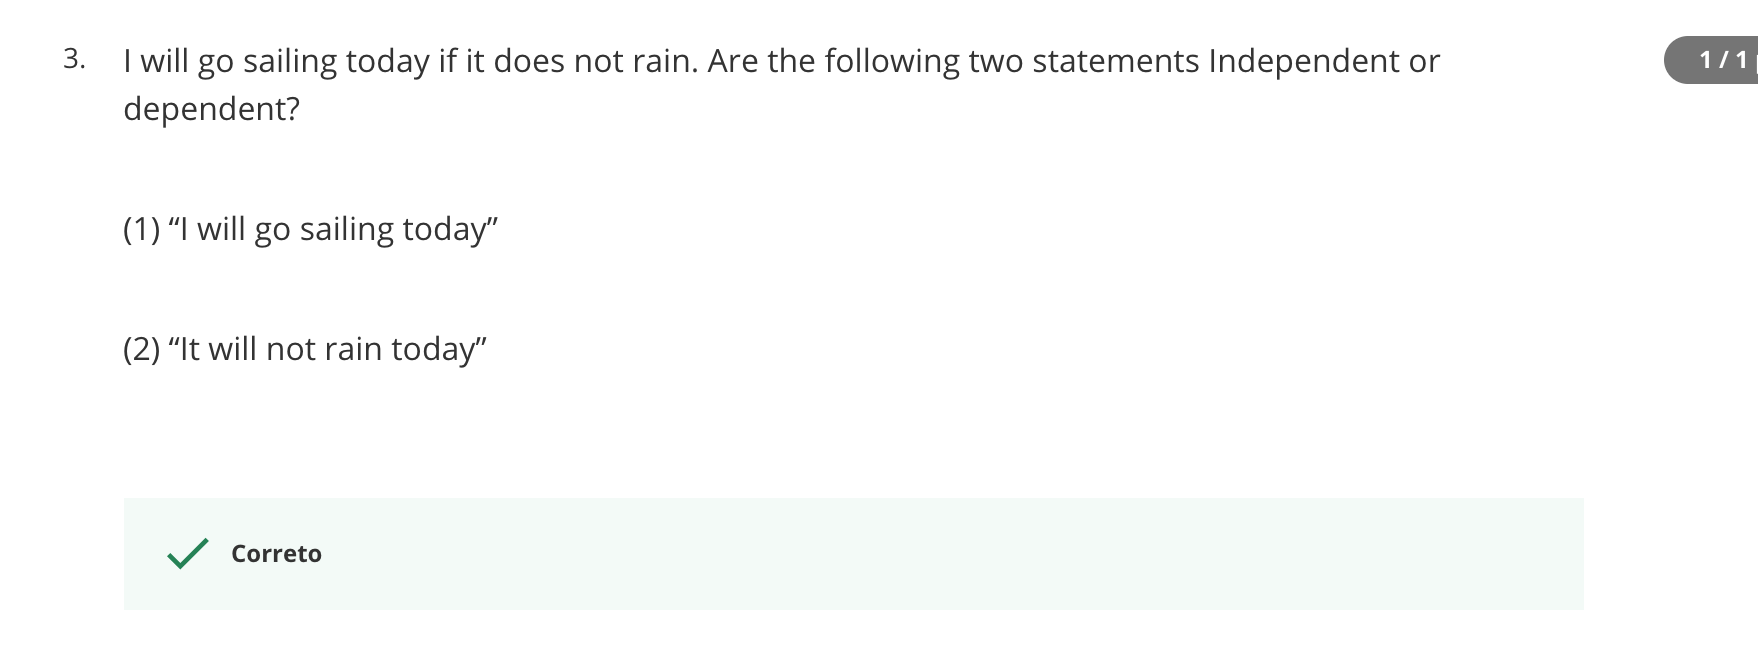 3. I will go sailing today if it does not rain. Are the following two statements Independent or
1 / 1
dependent?
(1) “I will go sailing today”
(2) “It will not rain today”
Correto